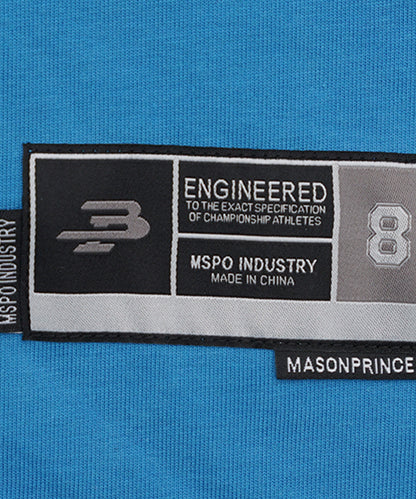 ENGINEERED
TO THE EXACT SPECIFICATION
OF CHAMPIONSHIP ATHLETES
MSPO INDUSTRY
MADE IN CHINA
8
MSPO INDUSTRY
MASONPRINCE